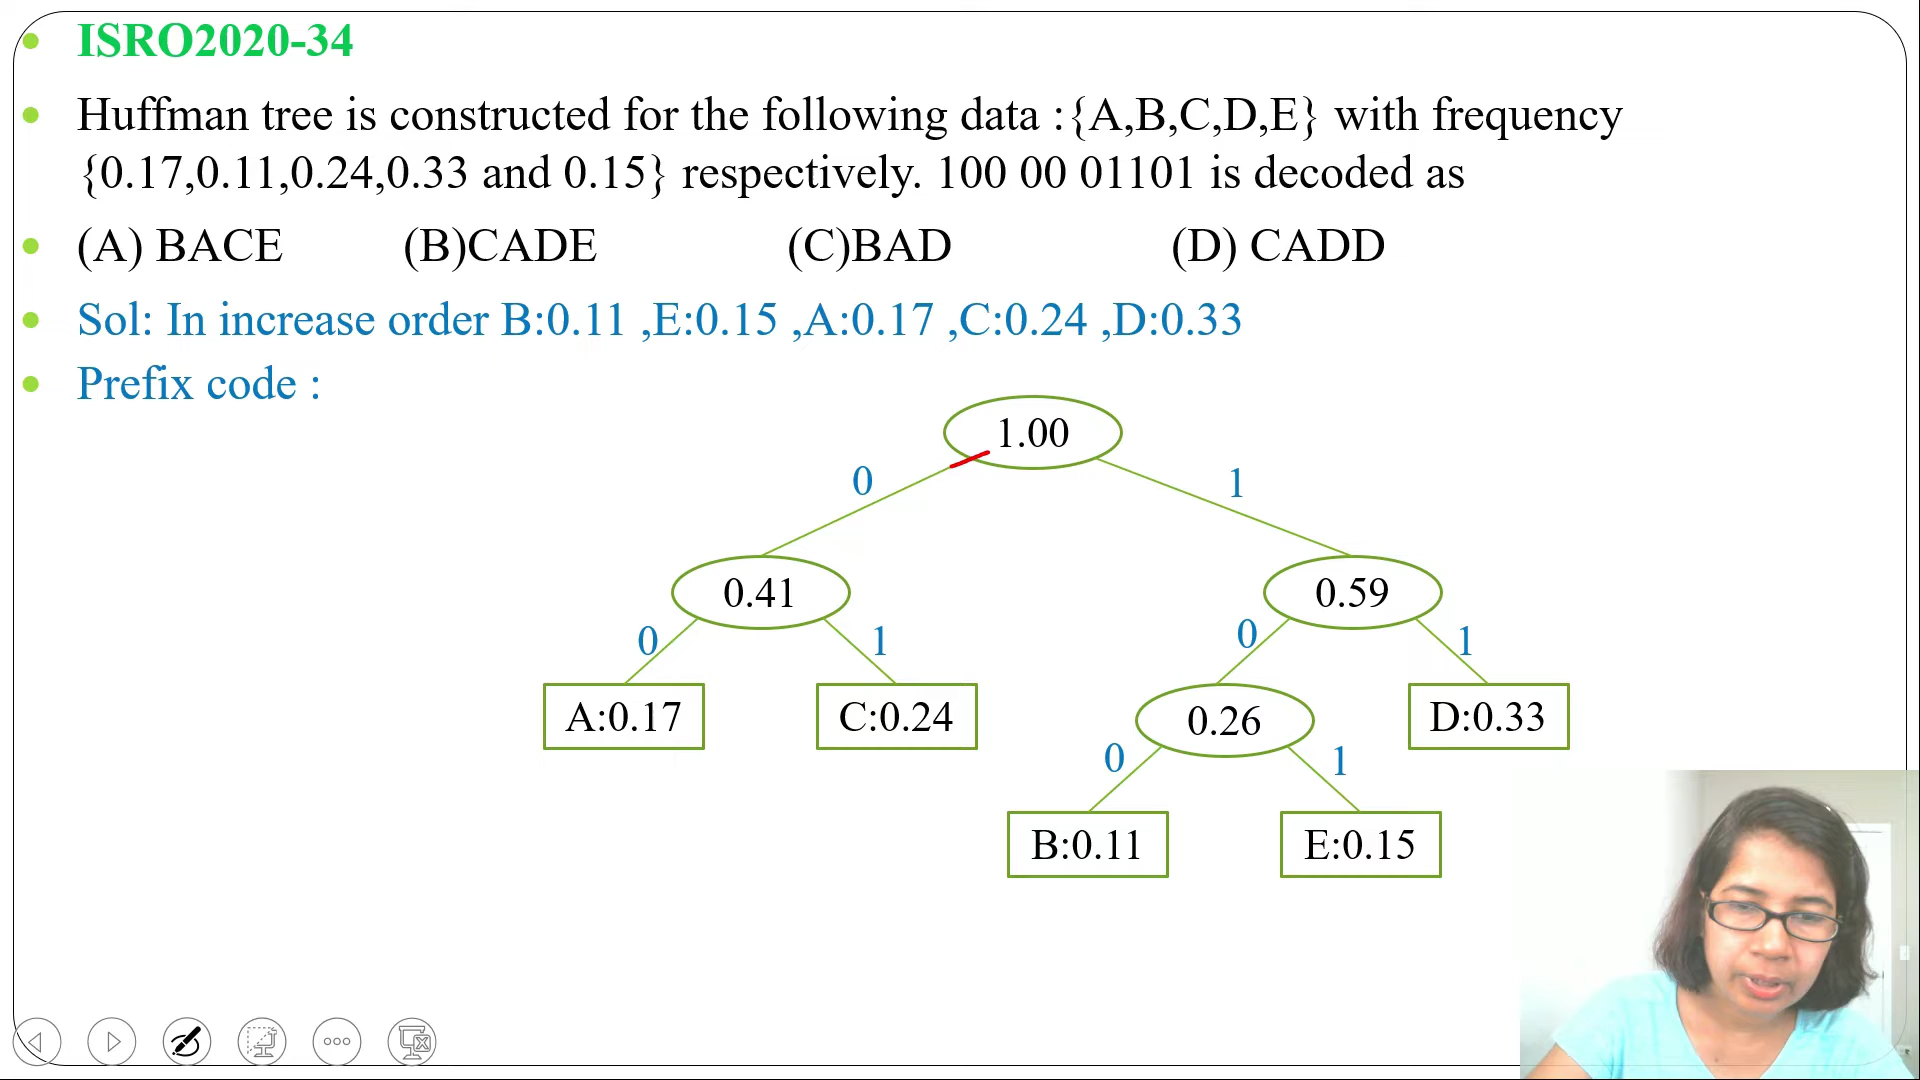 ISRO2020-34
Huffman tree is constructed for the following data :{A,B,C,D,E} with frequency
{0.17,0.11,0.24,0.33 and 0.15} respectively. 100 00 01101 is decoded as
(A) BACE (B)CADE (C)BAD (D) CADD
Sol: In increase order B:0.11 ,E:0.15 ,A:0.17 ,C:0.24 ,D:0.33
Prefix code :
1.00
0 1
0.41 0.59
0 1 0 1
A:0.17 C:0.24 0.26 D:0.33
0 1
B:0.11 E:0.15